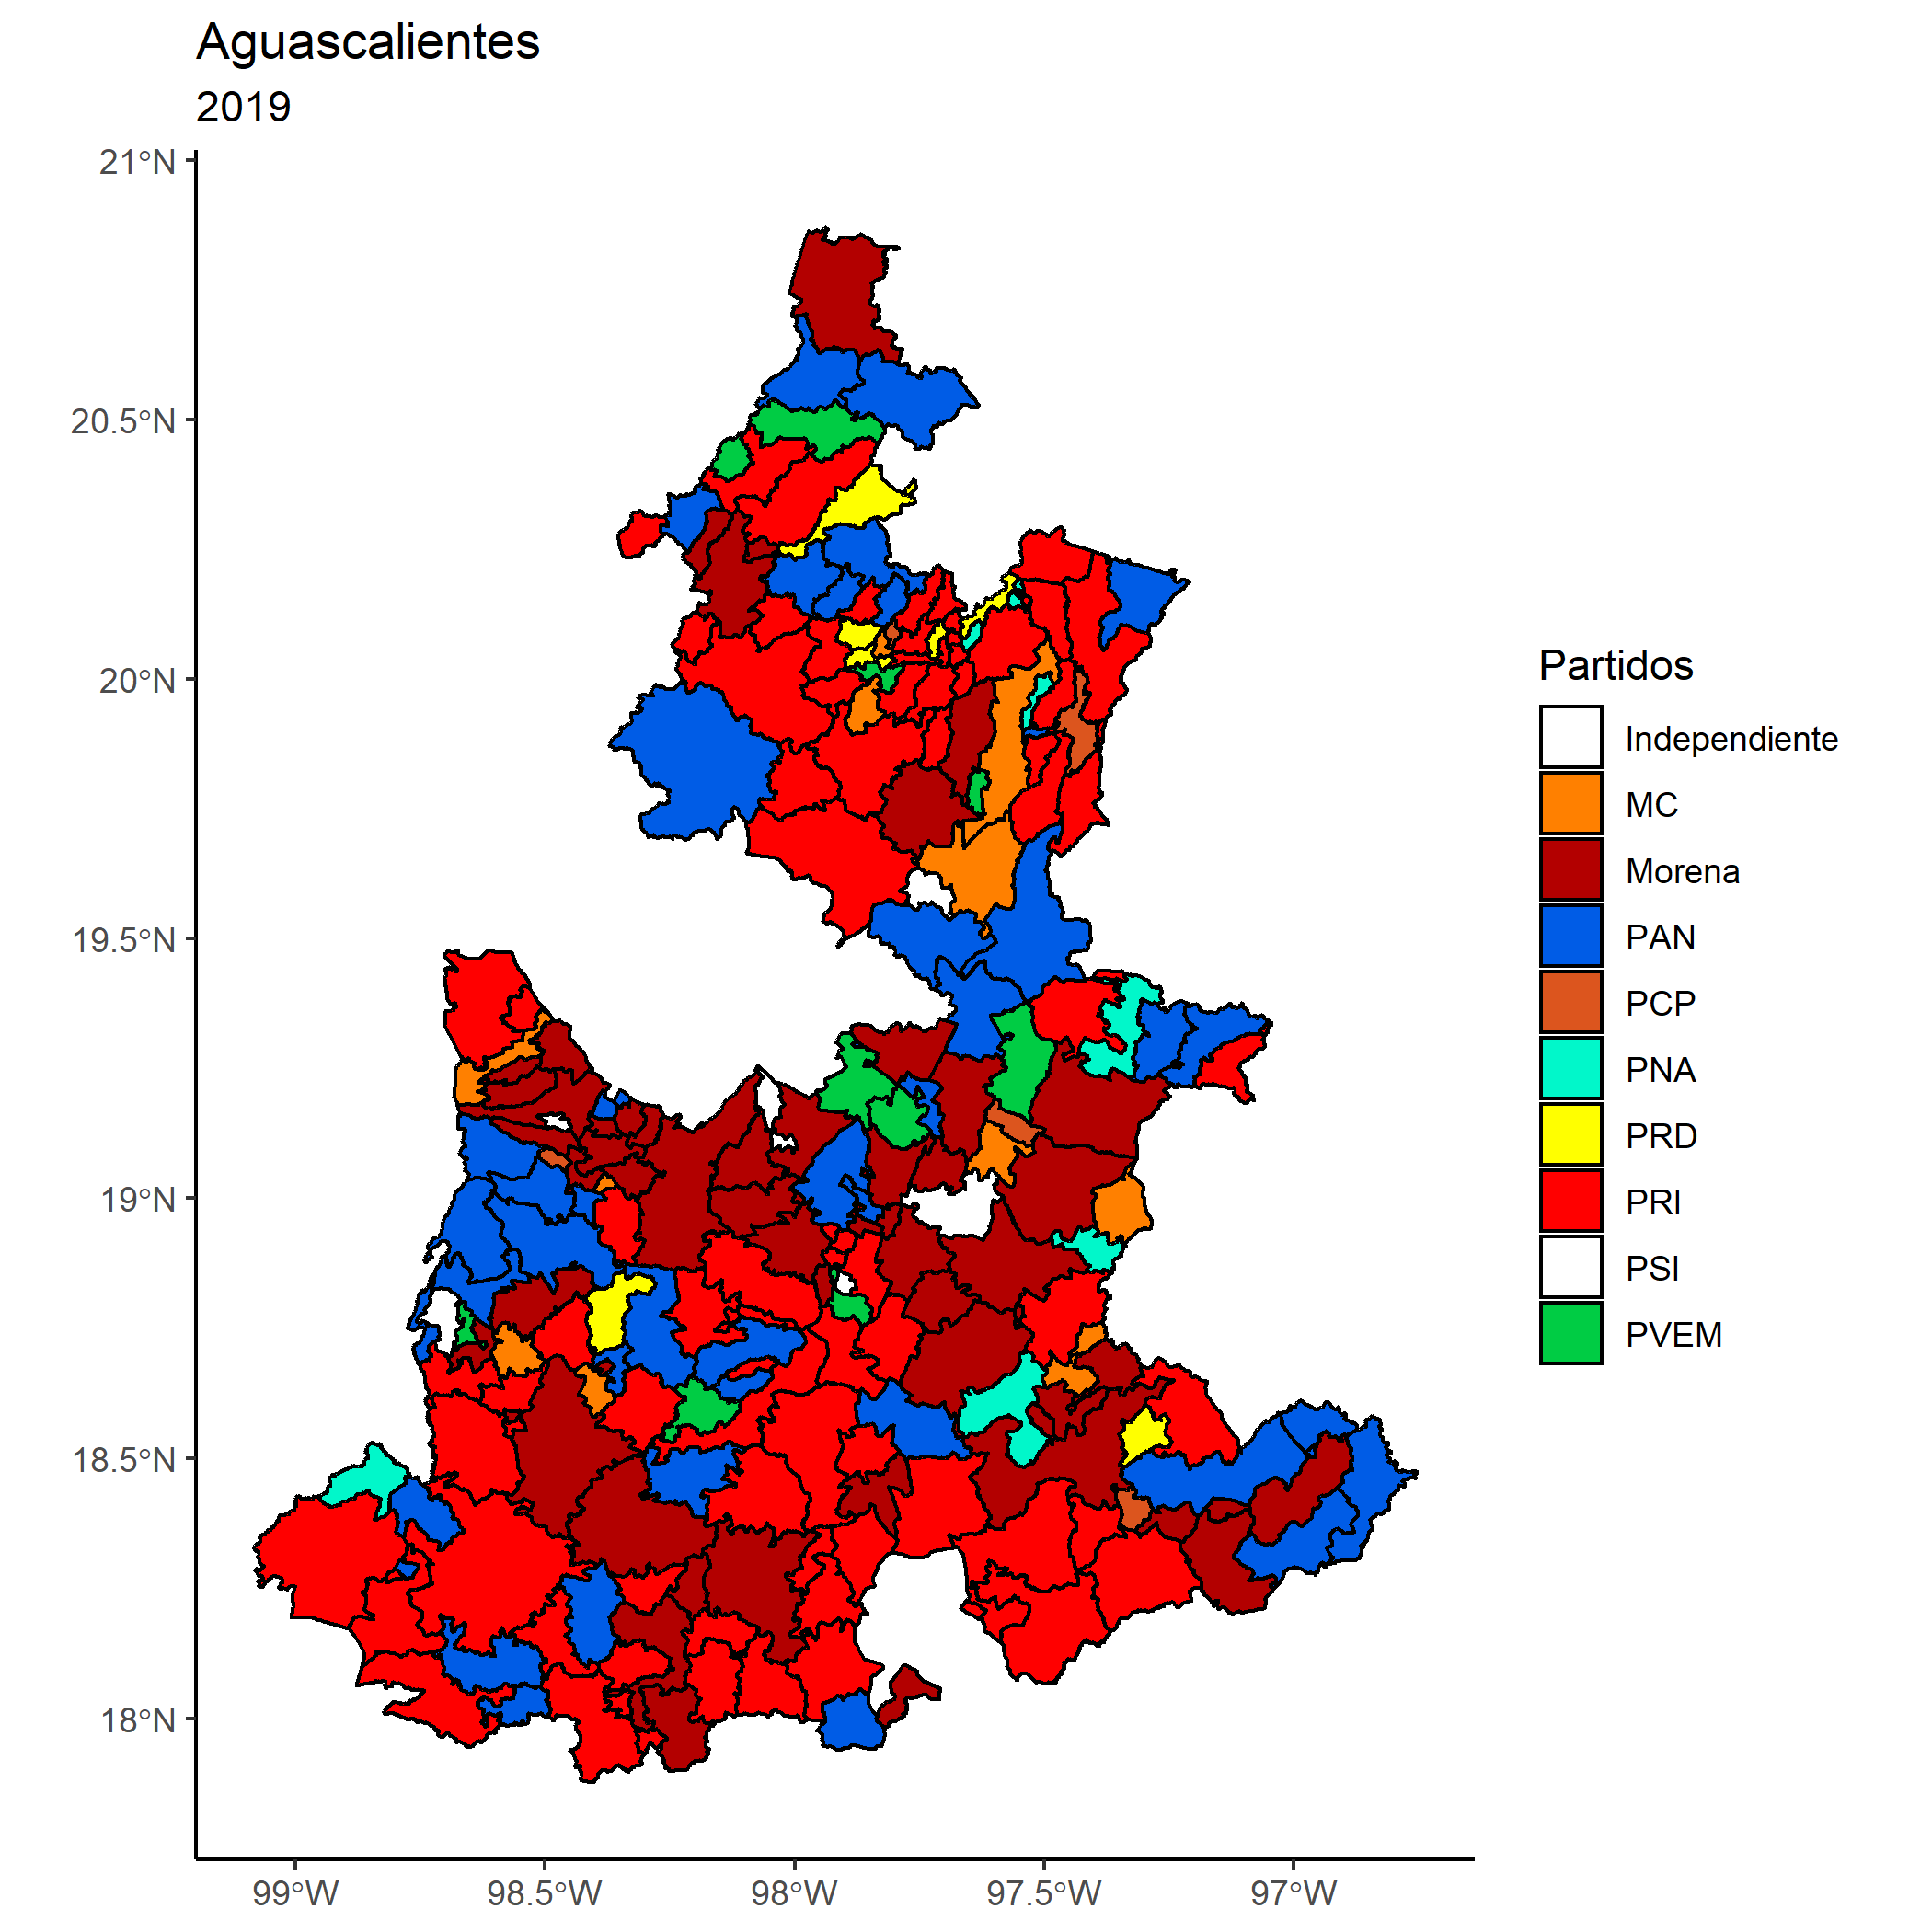 Aguascalientes
2019
21°N
20.5°N
20°N
19.5°N
19°N
18.5°N
18°N
99°W
98.5°W
98°W
97.5°W
97°W
Partidos
Independiente
MC
Morena
PAN
PCP
PNA
PRD
PRI
PSI
PVEM